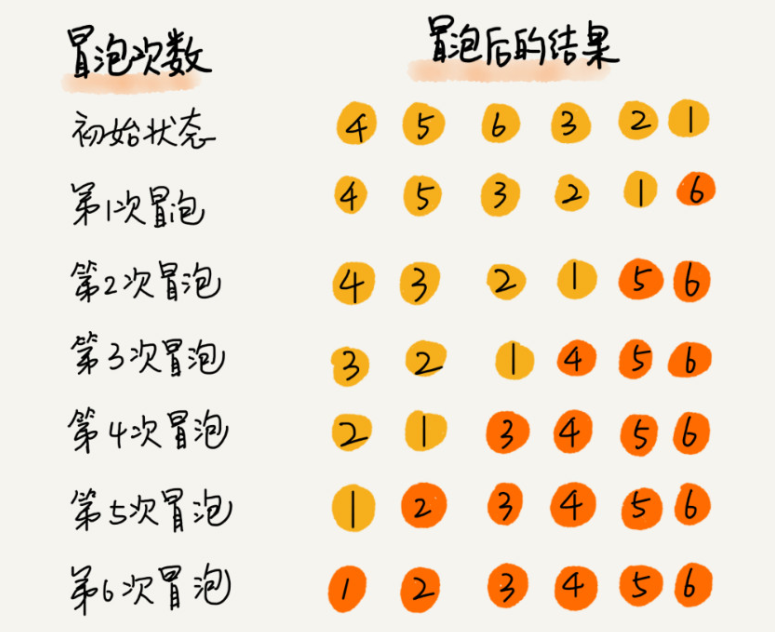 冒泡次数 冒泡后的结果
初始状态 4 5 6 3 2 1
第1次冒泡 4 5 3 2 1 6
第2次冒泡 4 3 2 1 5 6
第3次冒泡 3 2 1 4 5 6
第4次冒泡 2 1 3 4 5 6
第5次冒泡 1 2 3 4 5 6
第6次冒泡 1 2 3 4 5 6